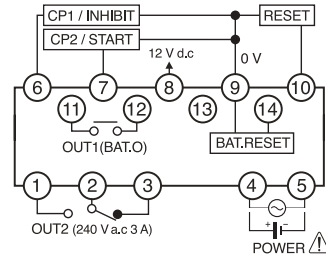 CP1 / INHIBIT
RESET
CP2 / START
12 V d.c
0 V
6
7
8
9
10
11
12
13
14
OUT1(BAT.O)
BAT.RESET
1
2
3
4
5
OUT2 (240 V a.c 3 A)
+ −
POWER